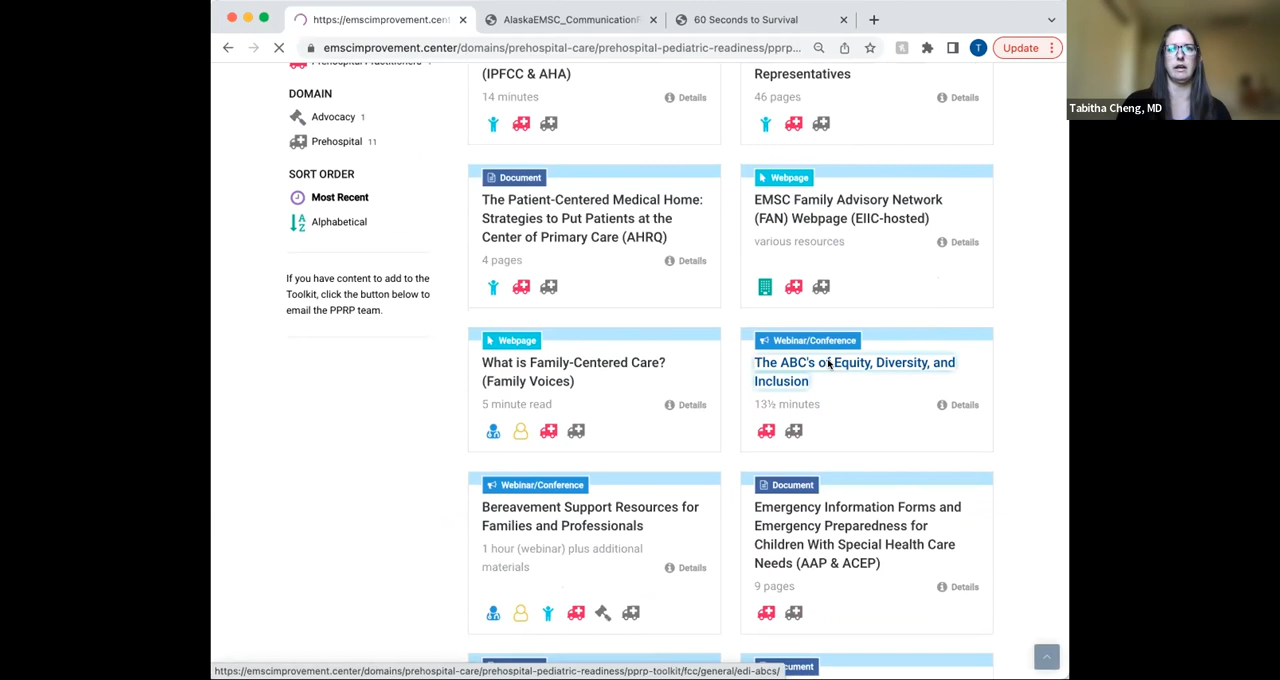 https://emscimprovement.cen
AlaskaEMSC_Communication
60 Seconds to Survival
emscimprovement.center/domains/prehospital-care/prehospital-pediatric-readiness/pprp...
T
Update
Tabitha Cheng, MD
Prehospital Practitioners
DOMAIN
Advocacy 1
Prehospital 11
SORT ORDER
Most Recent
A
Z
Alphabetical
If you have content to add to the
Toolkit, click the button below to
email the PPRP team.
(IPFCC & AHA)
14 minutes
Details
Representatives
46 pages
Details
Document
The Patient-Centered Medical Home:
Strategies to Put Patients at the
Center of Primary Care (AHRQ)
4 pages
Details
Webpage
EMSC Family Advisory Network
(FAN) Webpage (EIIC-hosted)
various resources
Details
Webpage
What is Family-Centered Care?
(Family Voices)
5 minute read
Details
Webinar/Conference
The ABC's of Equity, Diversity, and
Inclusion
13½ minutes
Details
Webinar/Conference
Bereavement Support Resources for
Families and Professionals
1 hour (webinar) plus additional
materials
Details
Document
Emergency Information Forms and
Emergency Preparedness for
Children With Special Health Care
Needs (AAP & ACEP)
9 pages
Details
https://emscimprovement.center/domains/prehospital-care/prehospital-pediatric-readiness/pprp-toolkit/fcc/general/edi-abcs/